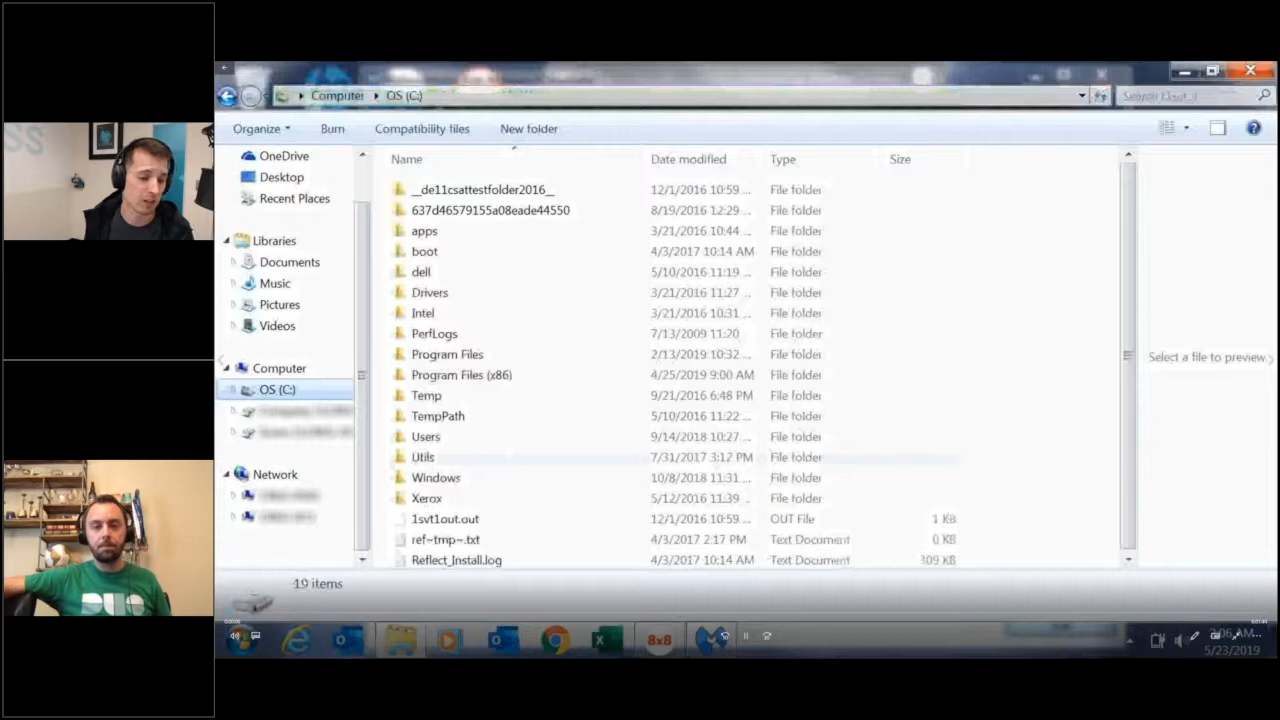 SS
Computer ▸ OS (C:)
Organize Burn Compatibility files New folder
OneDrive
Desktop
Recent Places
Libraries
Documents
Music
Pictures
Videos
Computer
OS (C:)
Network
Name Date modified Type Size
__de11csattestfolder2016__ 12/1/2016 10:59 ... File folder
637d46579155a08eade44550 8/19/2016 12:29 ... File folder
apps 3/21/2016 10:44 ... File folder
boot 4/3/2017 10:14 AM File folder
dell 5/10/2016 11:19 ... File folder
Drivers 3/21/2016 11:27 ... File folder
Intel 3/21/2016 10:31 ... File folder
PerfLogs 7/13/2009 11:20 ... File folder
Program Files 2/13/2019 10:32 ... File folder
Program Files (x86) 4/25/2019 9:00 AM File folder
Temp 9/21/2016 6:48 PM File folder
TempPath 5/10/2016 11:22 ... File folder
Users 9/14/2018 10:27 ... File folder
Utils 7/31/2017 3:12 PM File folder
Windows 10/8/2018 11:31 ... File folder
Xerox 5/12/2016 11:39 ... File folder
1svt1out.out 12/1/2016 10:59 ... OUT File 1 KB
ref~tmp~.txt 4/3/2017 2:17 PM Text Document 0 KB
Reflect_Install.log 4/3/2017 10:14 AM Text Document 309 KB
Select a file to preview.
19 items
8x8
5/23/2019